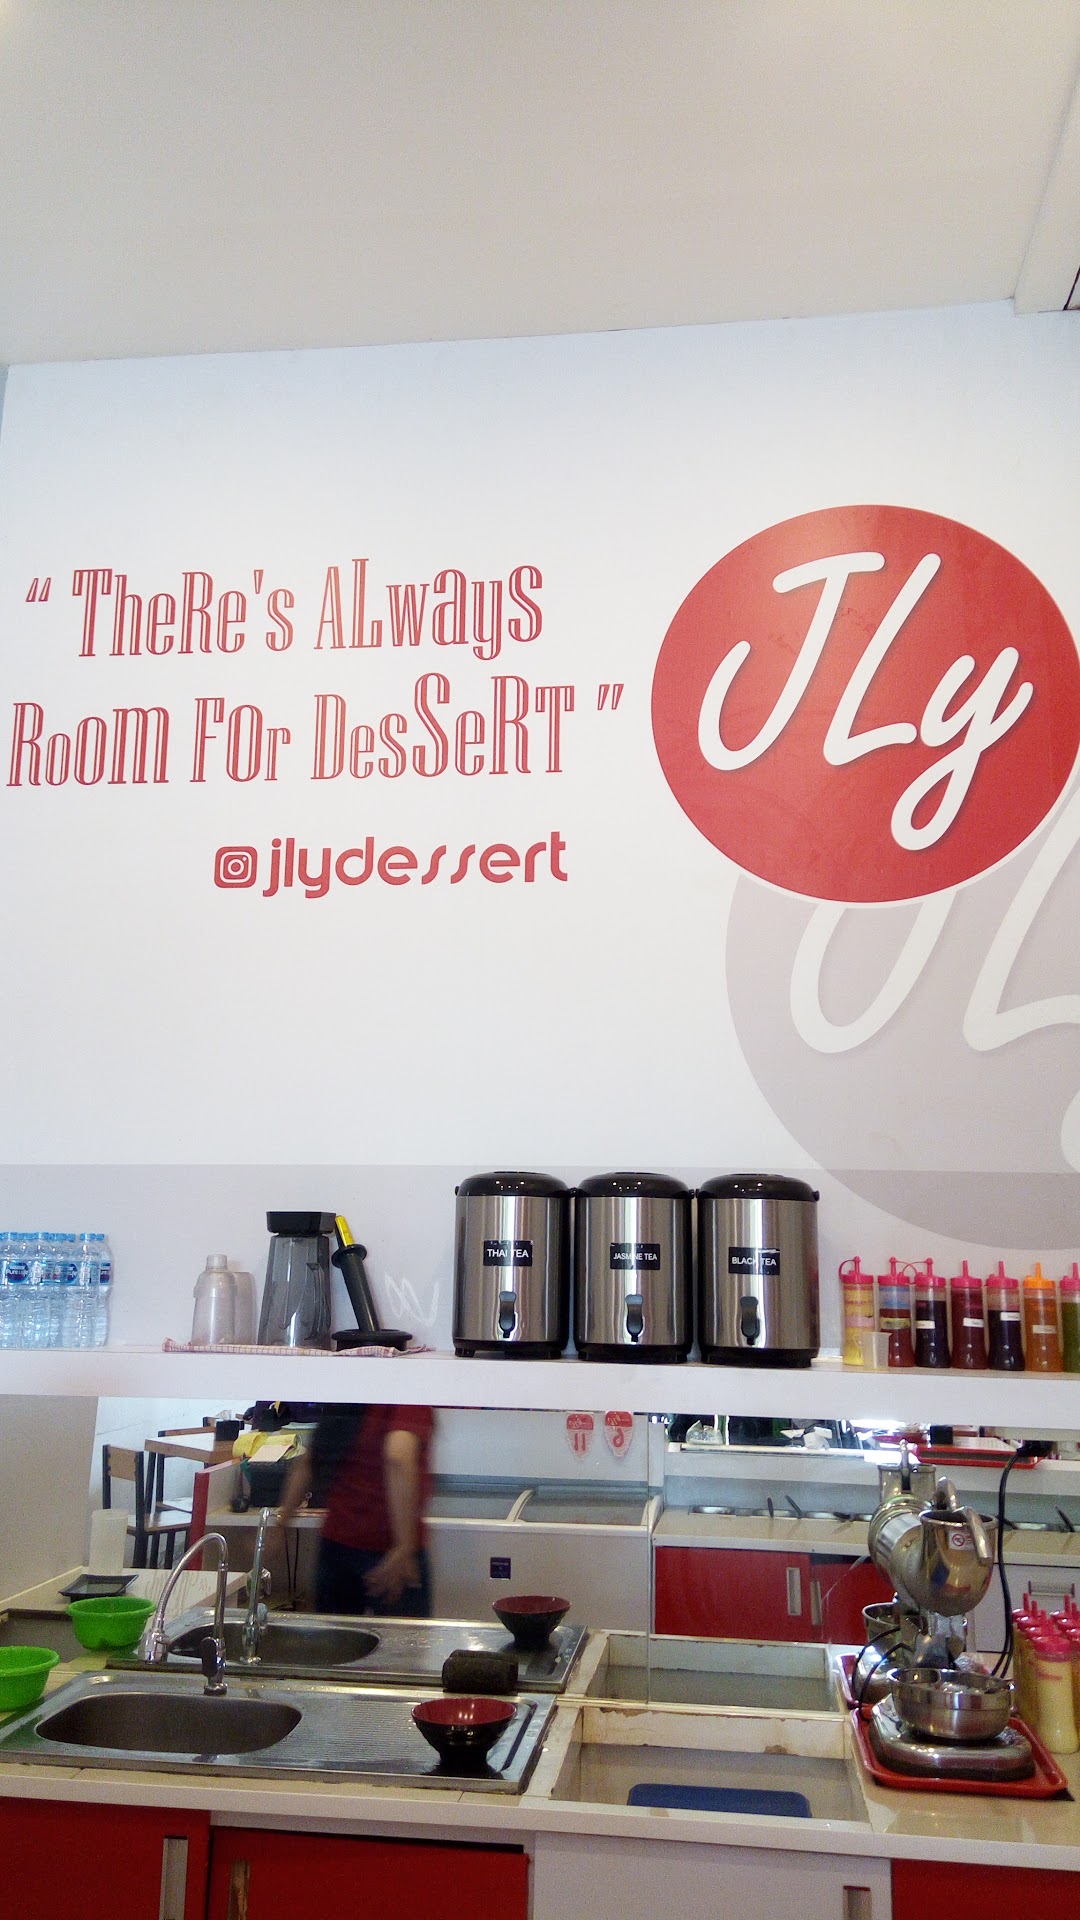 “ TheRe's ALways
RooM FOr DesSeRT ”
jlydessert
JLy
THAI TEA
JASMINE TEA
BLACK TEA